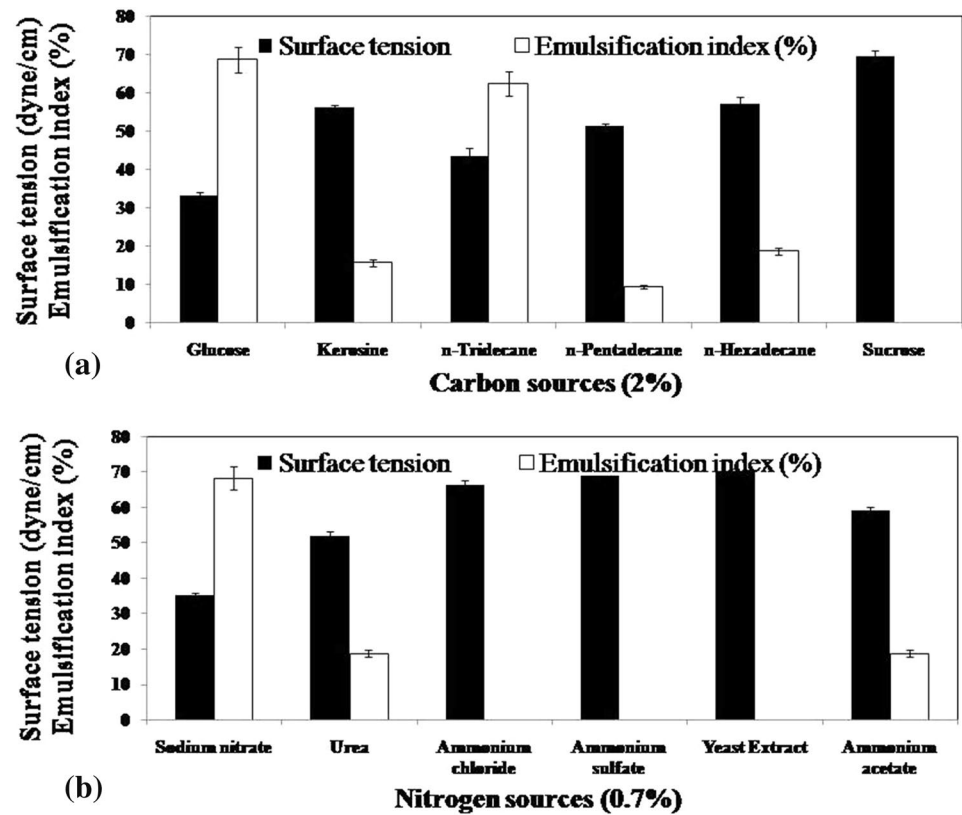 80
70
60
50
40
30
20
10
0
Surface tension (dyne/cm)
Emulsification index (%)
Surface tension
Emulsification index (%)
Glucose
Kerosine
n-Tridecane
n-Pentadecane
n-Hexadecane
Sucrose
(a)
Carbon sources (2%)
80
70
60
50
40
30
20
10
0
Surface tension (dyne/cm)
Emulsification index (%)
Surface tension
Emulsification index (%)
Sodium nitrate
Urea
Ammonium
chloride
Ammonium
sulfate
Yeast Extract
Ammonium
acetate
(b)
Nitrogen sources (0.7%)